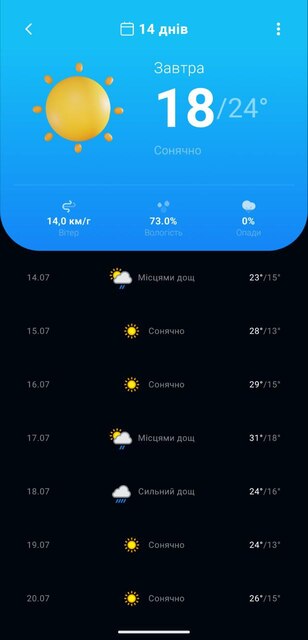 14 днів
Завтра
18/24°
Сонячно
14,0 км/г 73.0% 0%
Вітер Вологість Опади
14.07 Місцями дощ 23°/15°
15.07 Сонячно 28°/13°
16.07 Сонячно 29°/15°
17.07 Місцями дощ 31°/18°
18.07 Сильний дощ 24°/16°
19.07 Сонячно 24°/13°
20.07 Сонячно 26°/15°